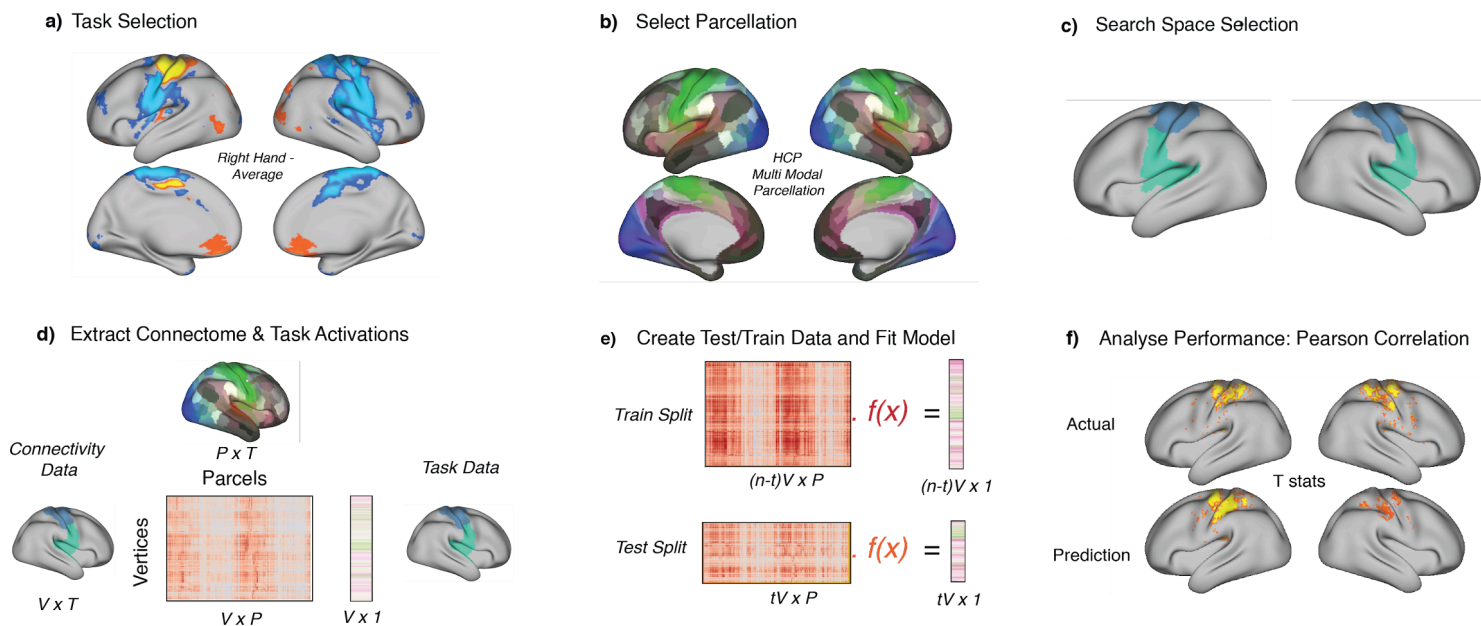 a) Task Selection
Right Hand -
Average
b) Select Parcellation
HCP
Multi Modal
Parcellation
c) Search Space Selection
d) Extract Connectome & Task Activations
P x T
Connectivity
Data
Parcels
Task Data
Vertices
V x T
V x P
V x 1
e) Create Test/Train Data and Fit Model
Train Split
. f(x) =
(n-t)V x P
(n-t)V x 1
Test Split
. f(x) =
tV x P
tV x 1
f) Analyse Performance: Pearson Correlation
Actual
T stats
Prediction